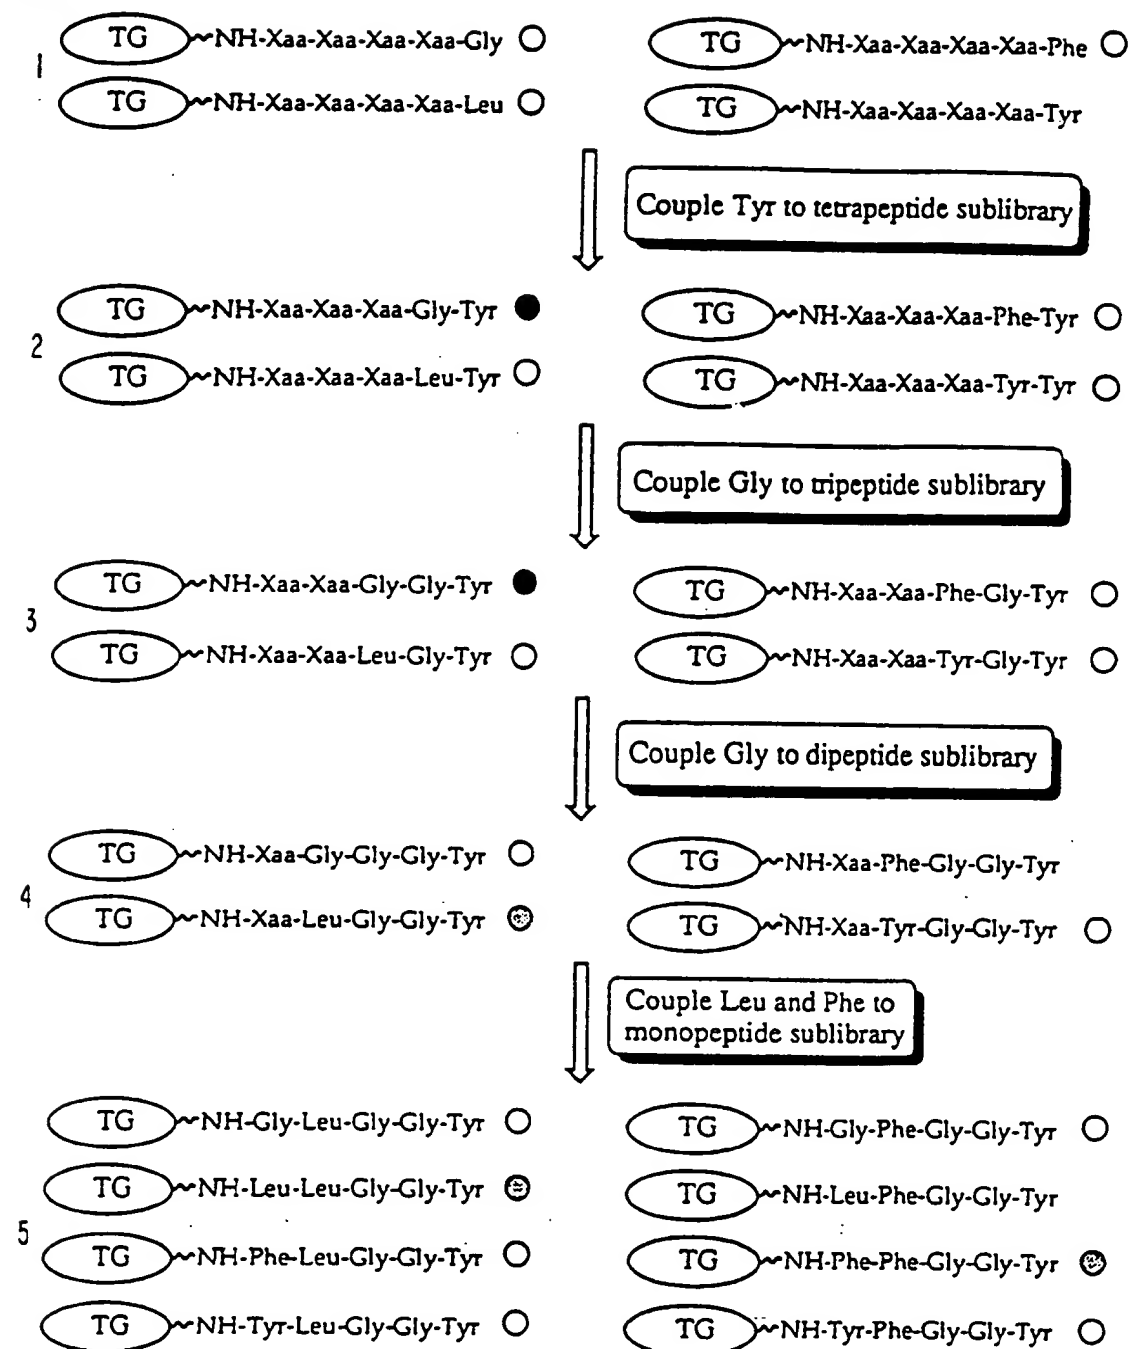 TG NH-Xaa-Xaa-Xaa-Xaa-Gly
TG NH-Xaa-Xaa-Xaa-Xaa-Phe
1
TG NH-Xaa-Xaa-Xaa-Xaa-Leu
TG NH-Xaa-Xaa-Xaa-Xaa-Tyr
Couple Tyr to tetrapeptide sublibrary
TG NH-Xaa-Xaa-Xaa-Gly-Tyr
TG NH-Xaa-Xaa-Xaa-Phe-Tyr
2
TG NH-Xaa-Xaa-Xaa-Leu-Tyr
TG NH-Xaa-Xaa-Xaa-Tyr-Tyr
Couple Gly to tripeptide sublibrary
TG NH-Xaa-Xaa-Gly-Gly-Tyr
TG NH-Xaa-Xaa-Phe-Gly-Tyr
3
TG NH-Xaa-Xaa-Leu-Gly-Tyr
TG NH-Xaa-Xaa-Tyr-Gly-Tyr
Couple Gly to dipeptide sublibrary
TG NH-Xaa-Gly-Gly-Gly-Tyr
TG NH-Xaa-Phe-Gly-Gly-Tyr
4
TG NH-Xaa-Leu-Gly-Gly-Tyr
TG NH-Xaa-Tyr-Gly-Gly-Tyr
Couple Leu and Phe to
monopeptide sublibrary
TG NH-Gly-Leu-Gly-Gly-Tyr
TG NH-Gly-Phe-Gly-Gly-Tyr
TG NH-Leu-Leu-Gly-Gly-Tyr
TG NH-Leu-Phe-Gly-Gly-Tyr
5
TG NH-Phe-Leu-Gly-Gly-Tyr
TG NH-Phe-Phe-Gly-Gly-Tyr
TG NH-Tyr-Leu-Gly-Gly-Tyr
TG NH-Tyr-Phe-Gly-Gly-Tyr